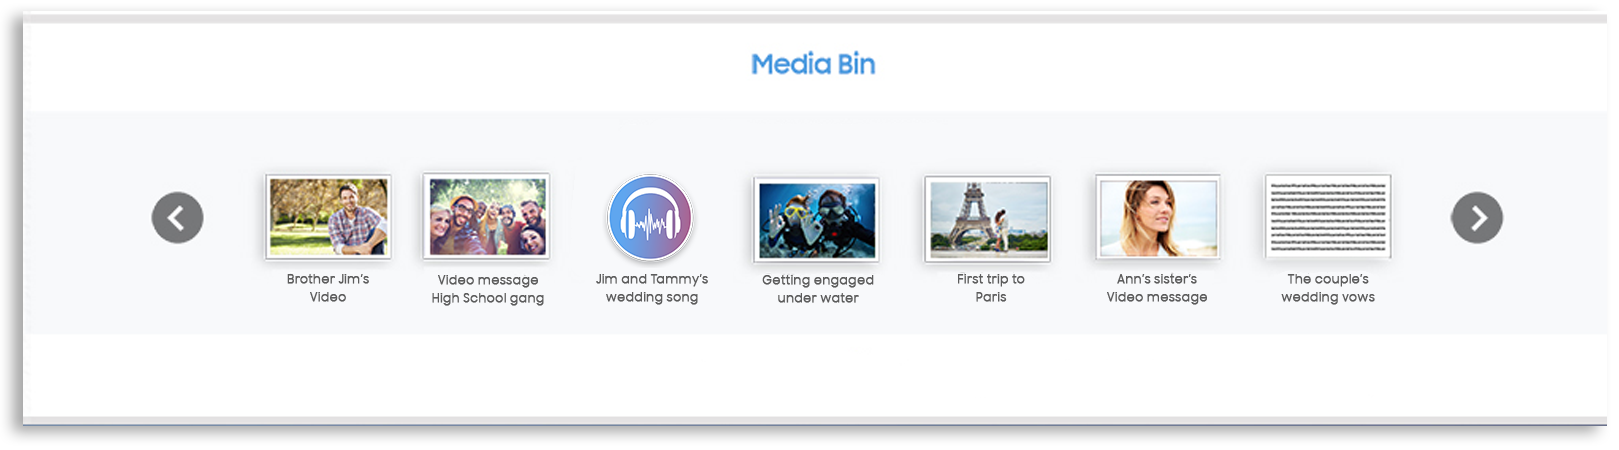 Media Bin
Brother Jim's
Video
Video message
High School gang
Jim and Tammy's
wedding song
Getting engaged
under water
First trip to
Paris
Ann's sister's
Video message
The couple's
wedding vows